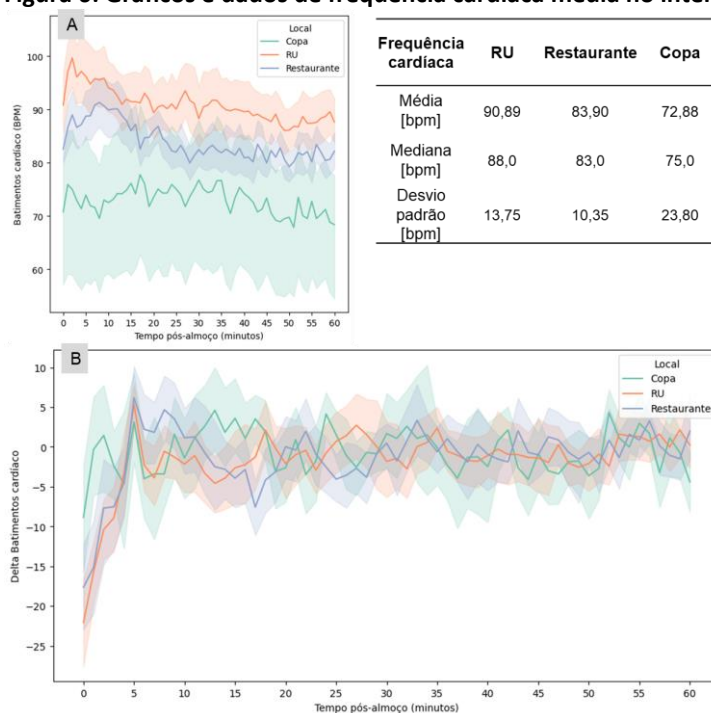 Figura 3. Gráficos e dados de frequência cardíaca média no inter
A
Local
Copa
RU
Restaurante
Batimentos cardíaco (BPM)
100
90
80
70
60
0 5 10 15 20 25 30 35 40 45 50 55 60
Tempo pós-almoço (minutos)
Frequência cardíaca RU Restaurante Copa
Média [bpm] 90,89 83,90 72,88
Mediana [bpm] 88,0 83,0 75,0
Desvio padrão [bpm] 13,75 10,35 23,80
B
Local
Copa
RU
Restaurante
Delta Batimentos cardíaco
10
5
0
−5
−10
−15
−20
−25
0 5 10 15 20 25 30 35 40 45 50 55 60
Tempo pós-almoço (minutos)